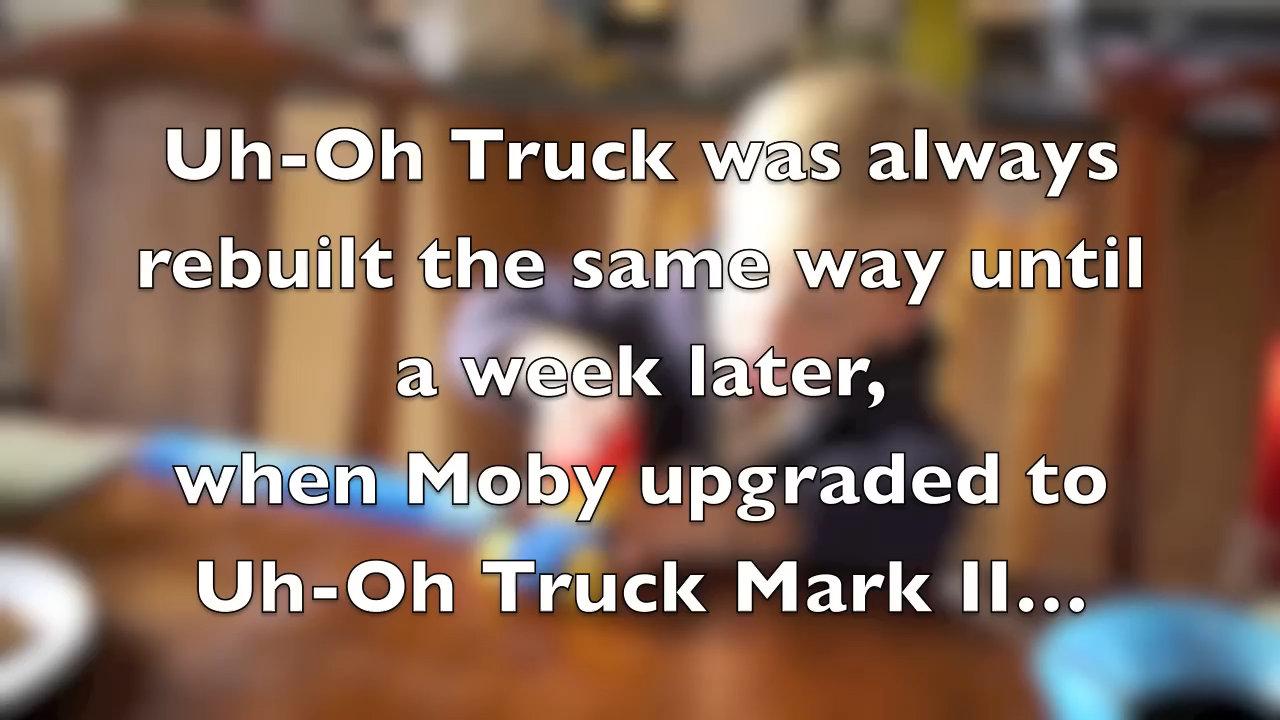 Uh-Oh Truck was always
rebuilt the same way until
a week later,
when Moby upgraded to
Uh-Oh Truck Mark II...